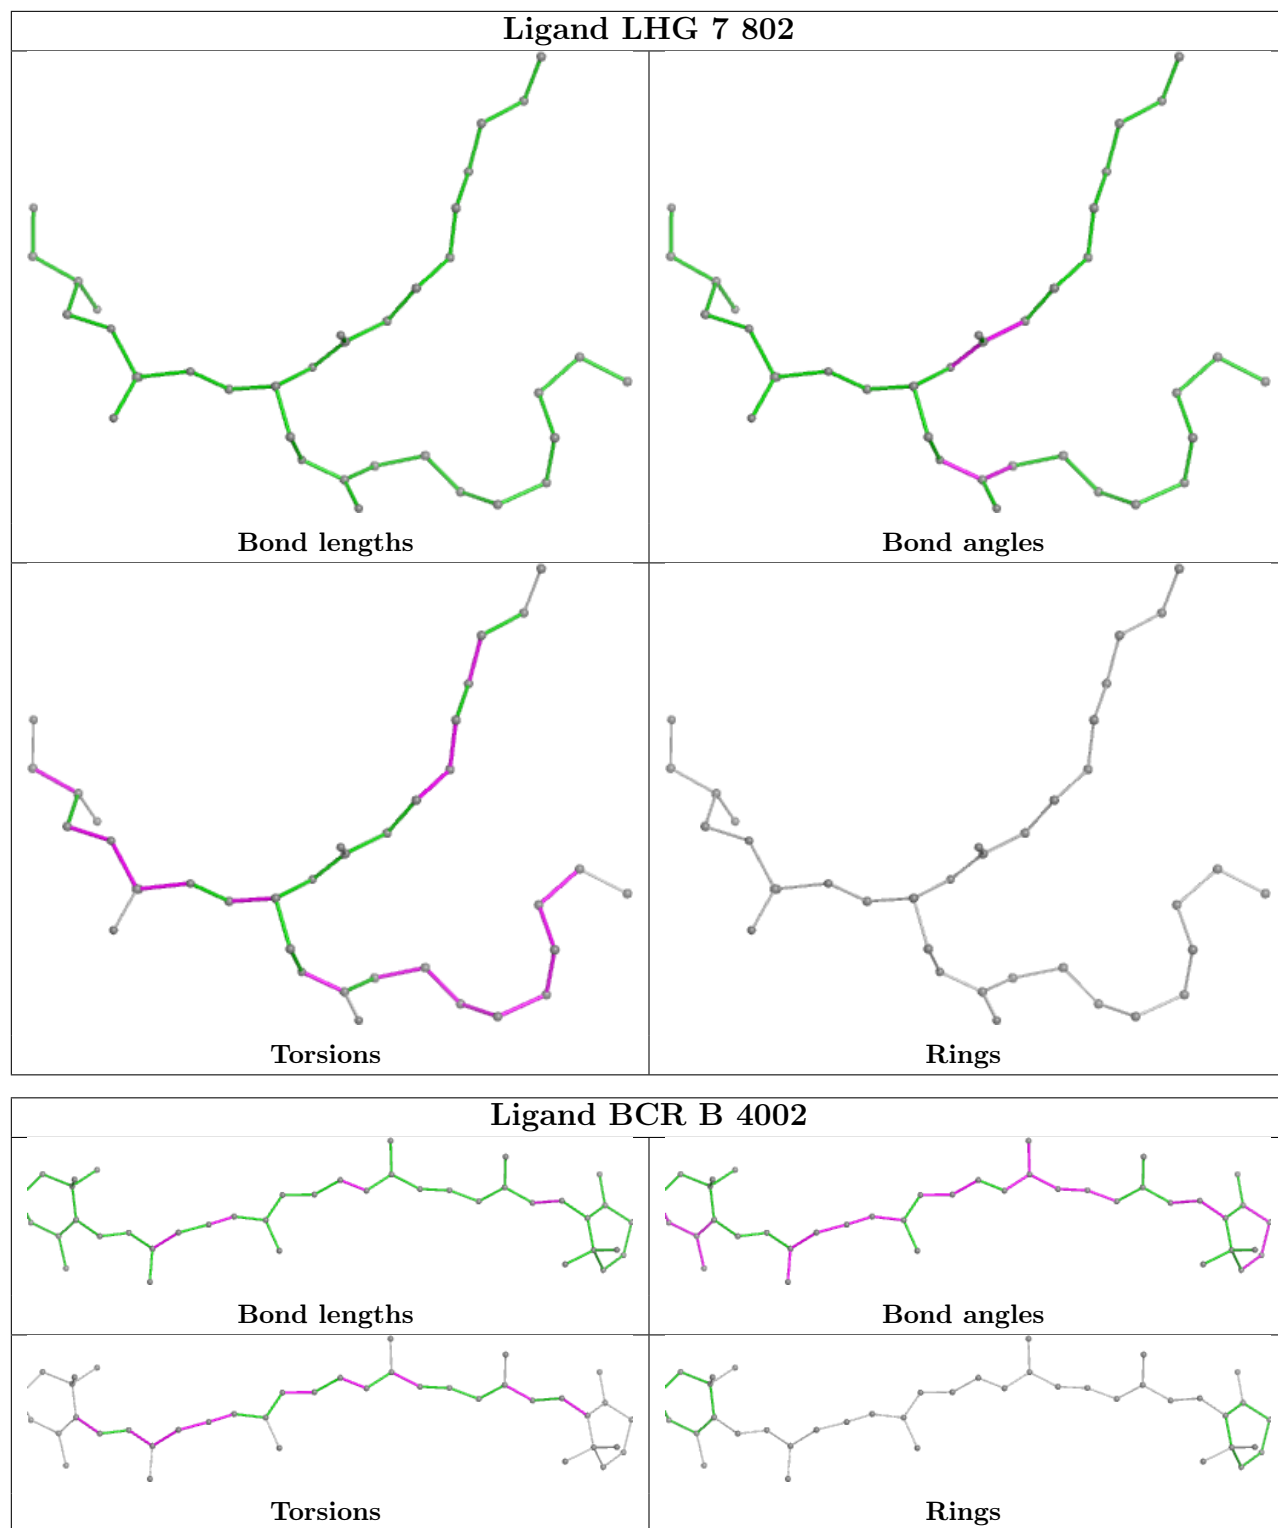 Ligand LHG 7 802
Bond lengths
Bond angles
Torsions
Rings
Ligand BCR B 4002
Bond lengths
Bond angles
Torsions
Rings